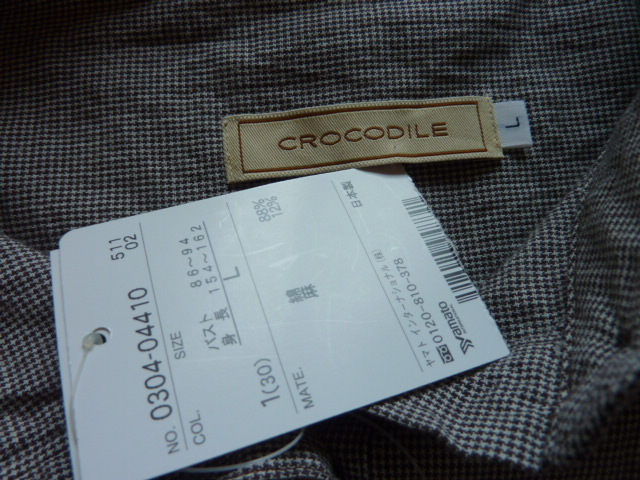 CROCODILE
L
511
02
NO. 0304-04410
SIZE
バスト 86～94
身長 154～162
L
COL. 1(30)
MATE.
綿 88%
麻 12%
日本製
ヤマト インターナショナル(株)
0120-870-378
Yamato